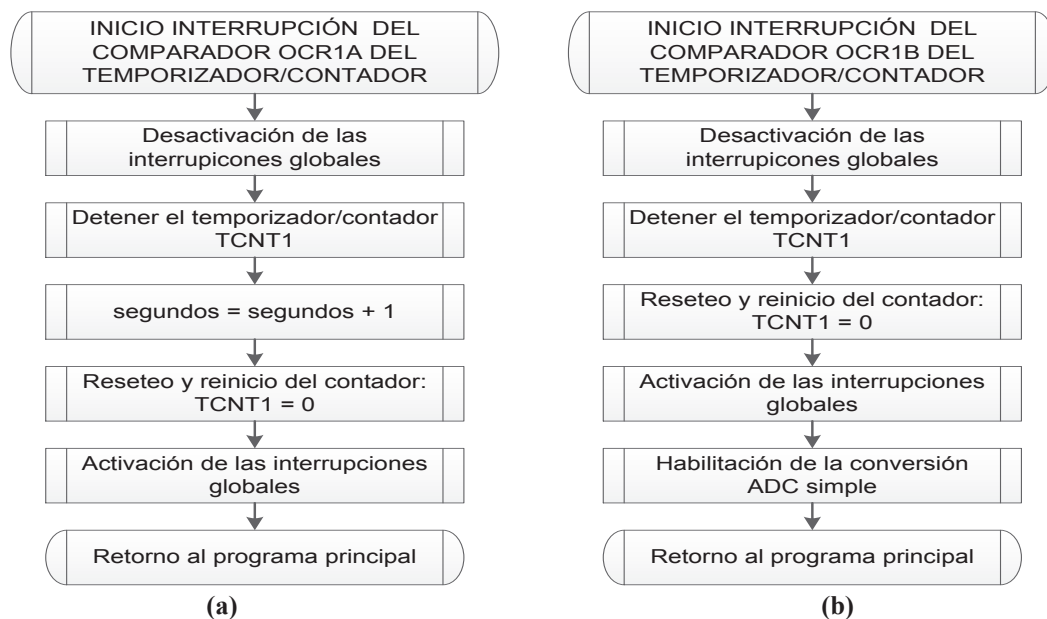 INICIO INTERRUPCIÓN DEL
COMPARADOR OCR1A DEL
TEMPORIZADOR/CONTADOR
Desactivación de las
interrupicones globales
Detener el temporizador/contador
TCNT1
segundos = segundos + 1
Reseteo y reinicio del contador:
TCNT1 = 0
Activación de las interrupciones
globales
Retorno al programa principal
(a)
INICIO INTERRUPCIÓN DEL
COMPARADOR OCR1B DEL
TEMPORIZADOR/CONTADOR
Desactivación de las
interrupicones globales
Detener el temporizador/contador
TCNT1
Reseteo y reinicio del contador:
TCNT1 = 0
Activación de las interrupciones
globales
Habilitación de la conversión
ADC simple
Retorno al programa principal
(b)